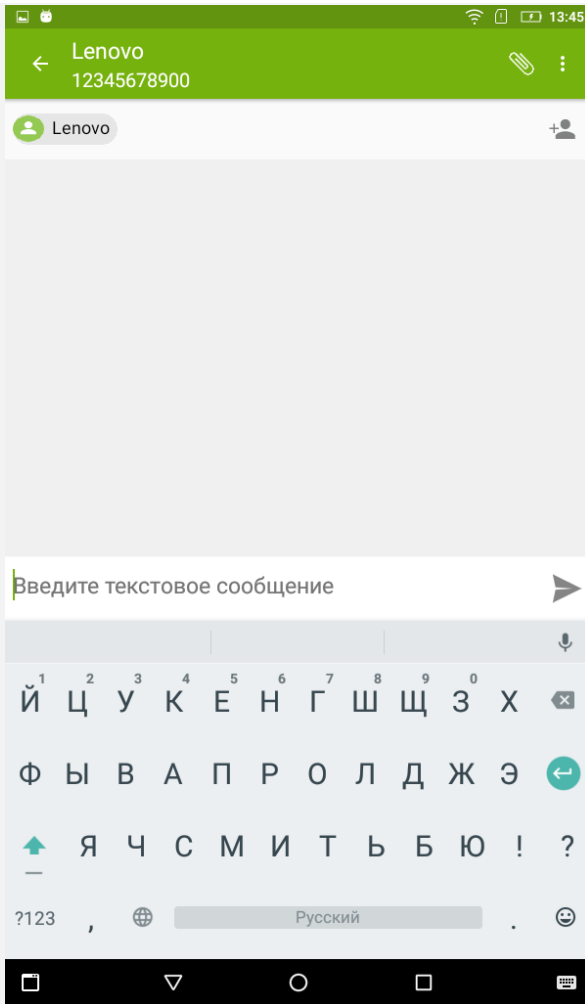 13:45
Lenovo
12345678900
Lenovo
Введите текстовое сообщение
1 2 3 4 5 6 7 8 9 0
Й Ц У К Е Н Г Ш Щ З Х
Ф Ы В А П Р О Л Д Ж Э
Я Ч С М И Т Ь Б Ю ! ?
?123 , Русский .